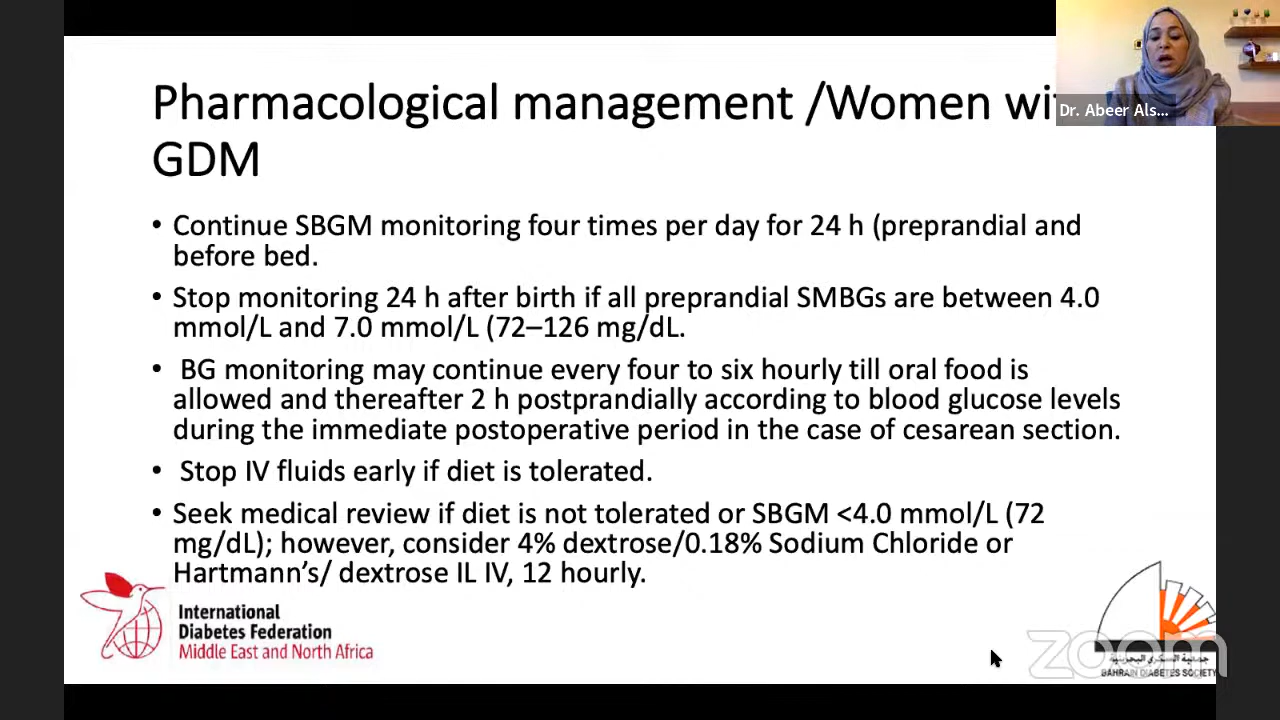 Pharmacological management /Women wi
GDM
Dr. Abeer Als...
• Continue SBGM monitoring four times per day for 24 h (preprandial and
before bed.
• Stop monitoring 24 h after birth if all preprandial SMBGs are between 4.0
mmol/L and 7.0 mmol/L (72–126 mg/dL.
• BG monitoring may continue every four to six hourly till oral food is
allowed and thereafter 2 h postprandially according to blood glucose levels
during the immediate postoperative period in the case of cesarean section.
• Stop IV fluids early if diet is tolerated.
• Seek medical review if diet is not tolerated or SBGM <4.0 mmol/L (72
mg/dL); however, consider 4% dextrose/0.18% Sodium Chloride or
Hartmann’s/ dextrose IL IV, 12 hourly.
International
Diabetes Federation
Middle East and North Africa
zoom
جمعية السكري البحرينية
BAHRAIN DIABETES SOCIETY